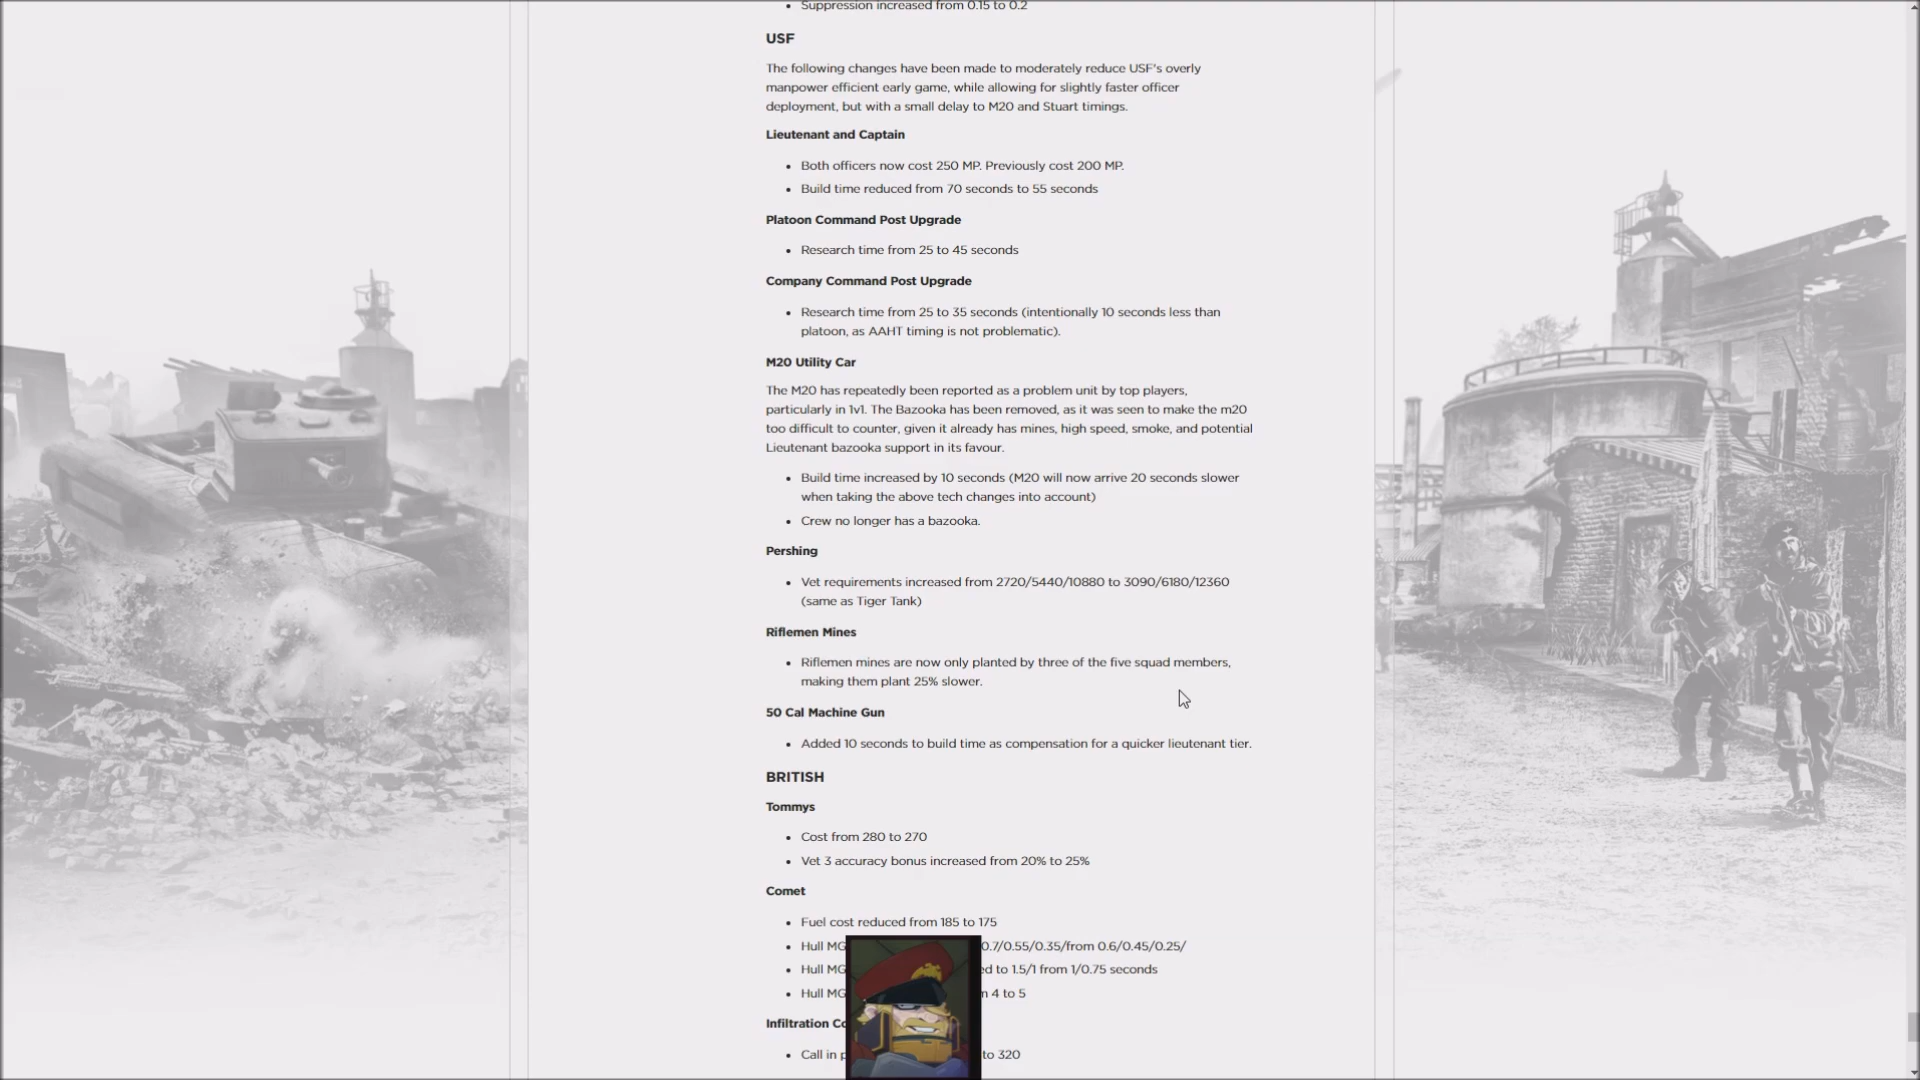 Suppression increased from 0.15 to 0.2
USF
The following changes have been made to moderately reduce USF's overly
manpower efficient early game, while allowing for slightly faster officer
deployment, but with a small delay to M20 and Stuart timings.
Lieutenant and Captain
Both officers now cost 250 MP. Previously cost 200 MP.
Build time reduced from 70 seconds to 55 seconds
Platoon Command Post Upgrade
Research time from 25 to 45 seconds
Company Command Post Upgrade
Research time from 25 to 35 seconds (intentionally 10 seconds less than
platoon, as AAHT timing is not problematic).
M20 Utility Car
The M20 has repeatedly been reported as a problem unit by top players,
particularly in 1v1. The Bazooka has been removed, as it was seen to make the m20
too difficult to counter, given it already has mines, high speed, smoke, and potential
Lieutenant bazooka support in its favour.
Build time increased by 10 seconds (M20 will now arrive 20 seconds slower
when taking the above tech changes into account)
Crew no longer has a bazooka.
Pershing
Vet requirements increased from 2720/5440/10880 to 3090/6180/12360
(same as Tiger Tank)
Riflemen Mines
Riflemen mines are now only planted by three of the five squad members,
making them plant 25% slower.
50 Cal Machine Gun
Added 10 seconds to build time as compensation for a quicker lieutenant tier.
BRITISH
Tommys
Cost from 280 to 270
Vet 3 accuracy bonus increased from 20% to 25%
Comet
Fuel cost reduced from 185 to 175
Hull MG 0.7/0.55/0.35/from 0.6/0.45/0.25/
Hull MG to 1.5/1 from 1/0.75 seconds
Hull MG 4 to 5
Infiltration
Call in to 320